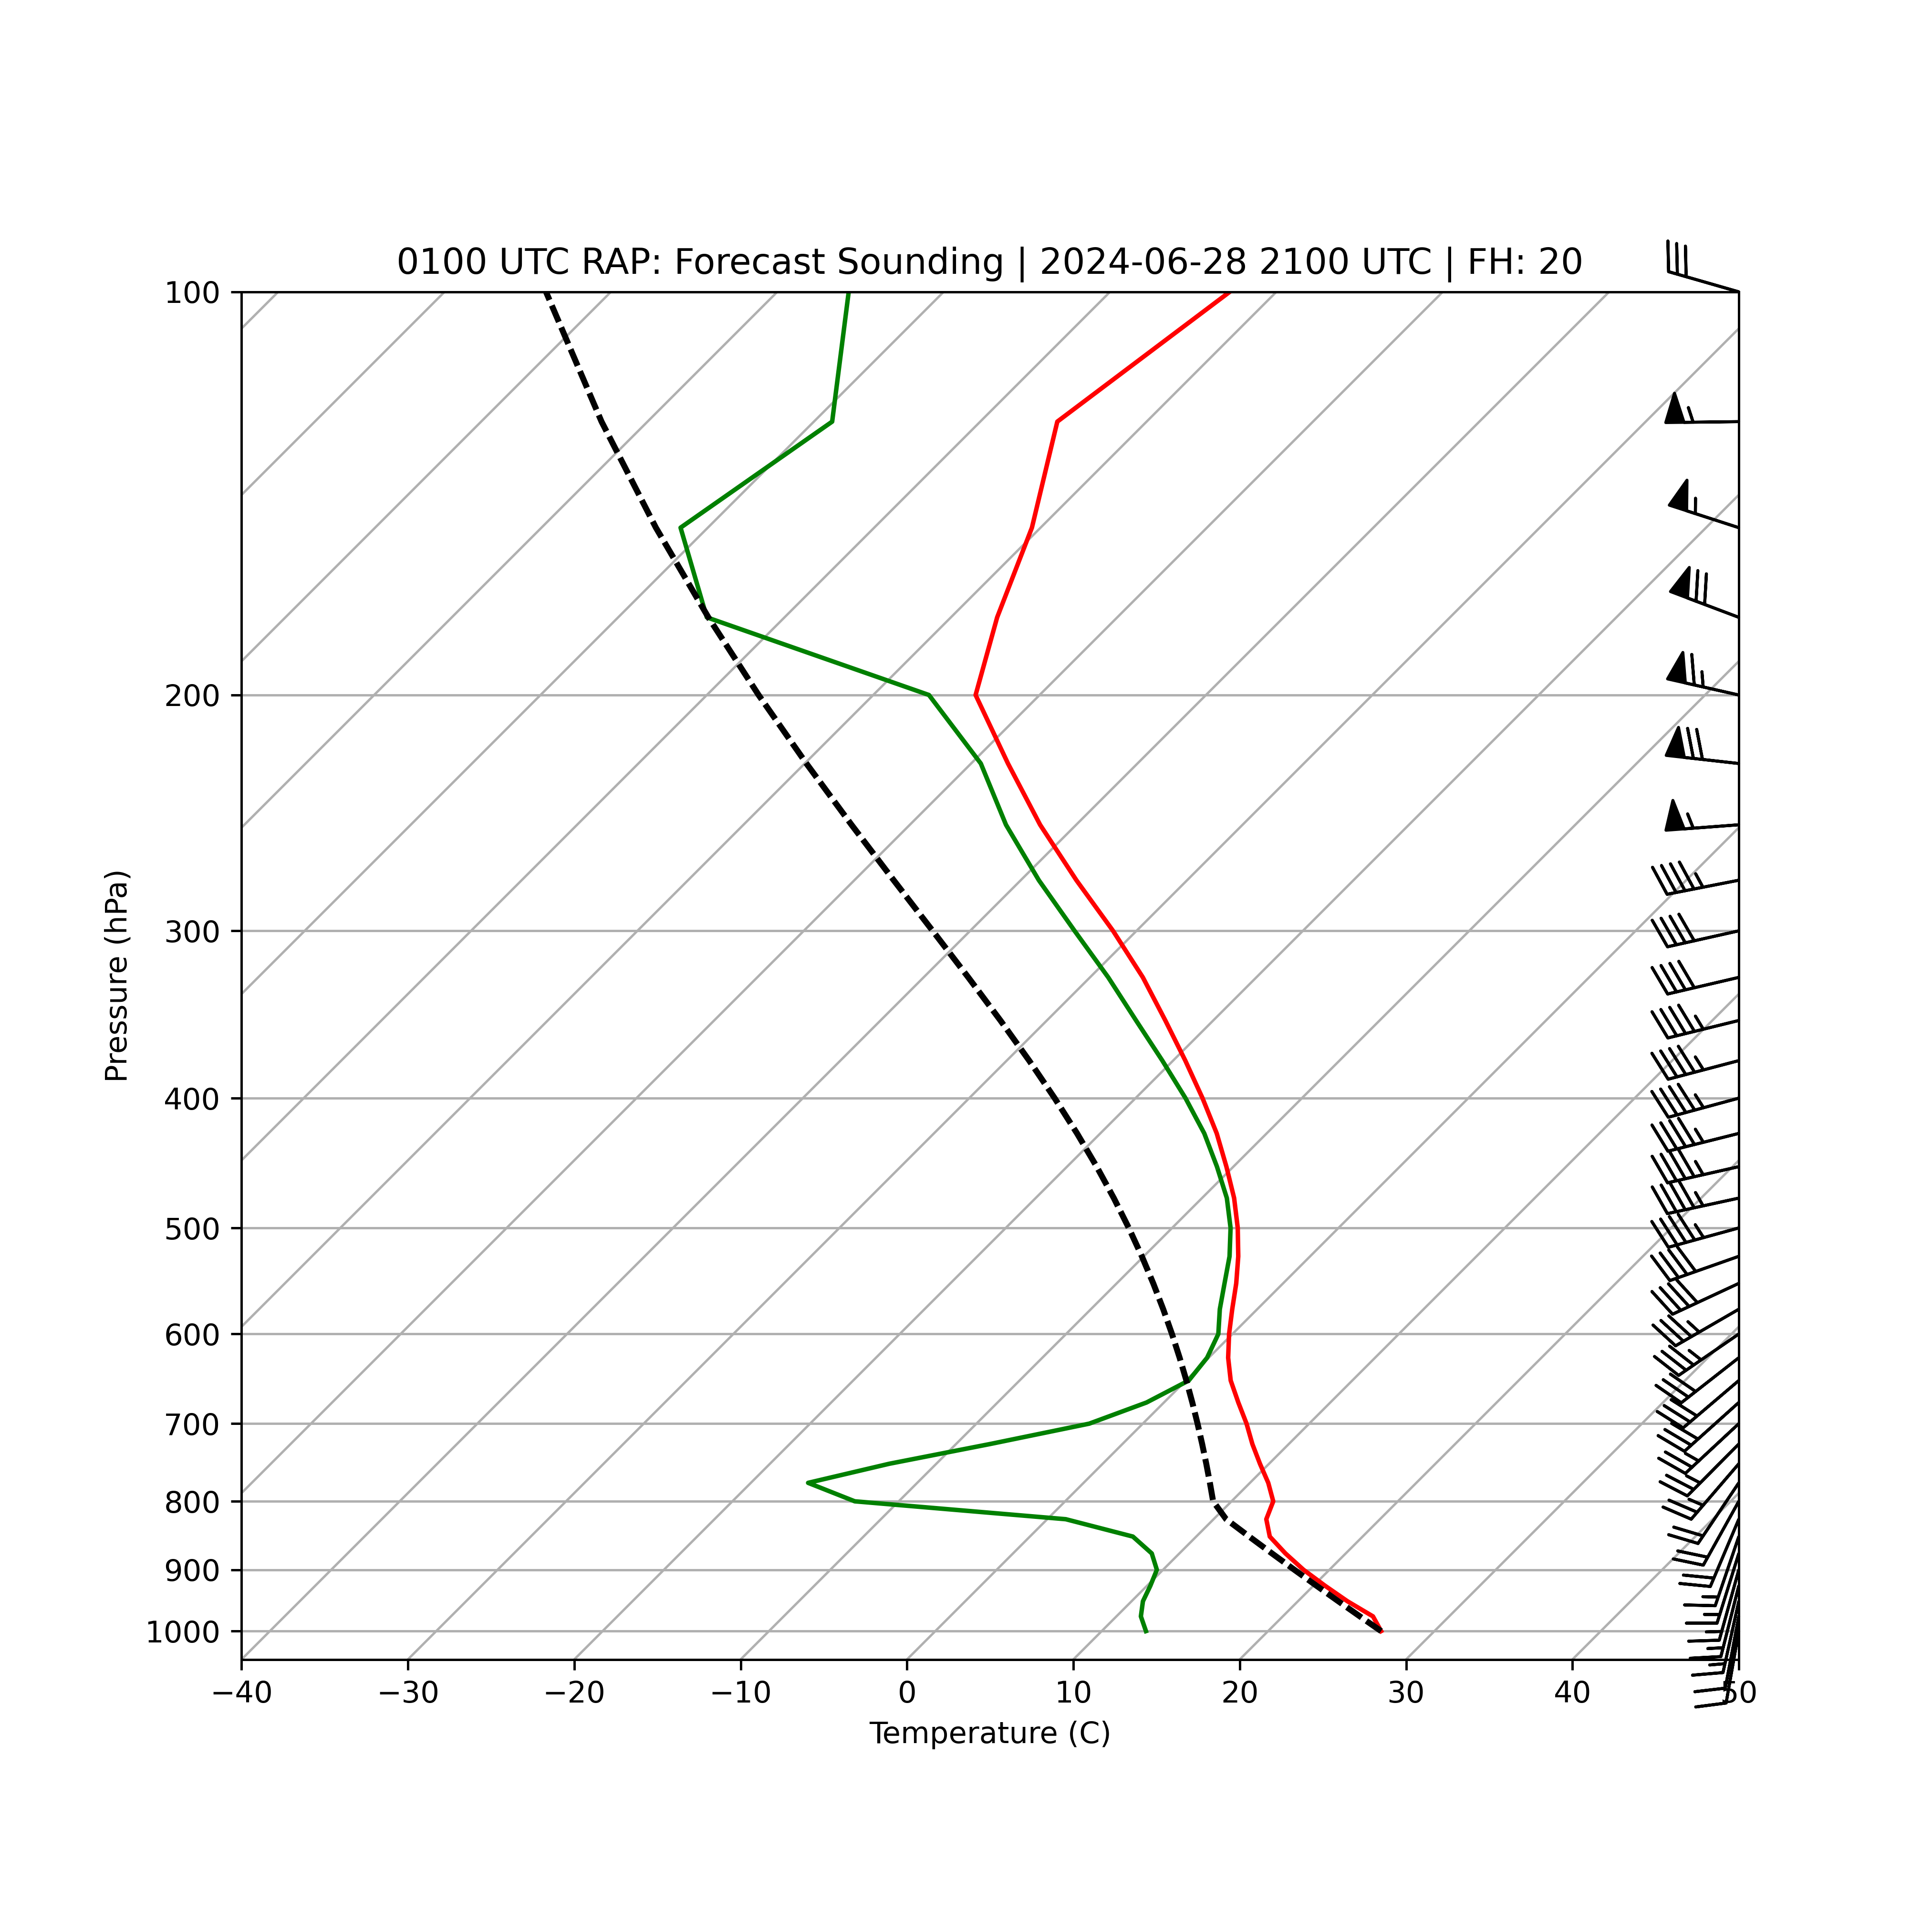 0100 UTC RAP: Forecast Sounding | 2024-06-28 2100 UTC | FH: 20
100
200
300
400
500
600
700
800
900
1000
Pressure (hPa)
−40 −30 −20 −10 0 10 20 30 40 50
Temperature (C)